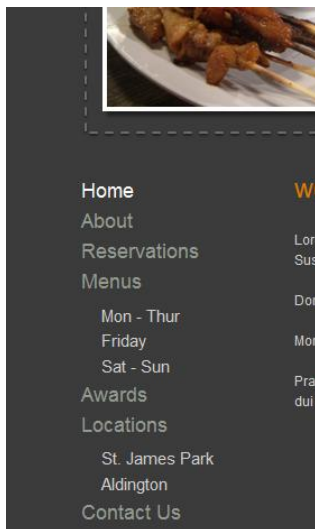 Home
About
Reservations
Menus
Mon - Thur
Friday
Sat - Sun
Awards
Locations
St. James Park
Aldington
Contact Us